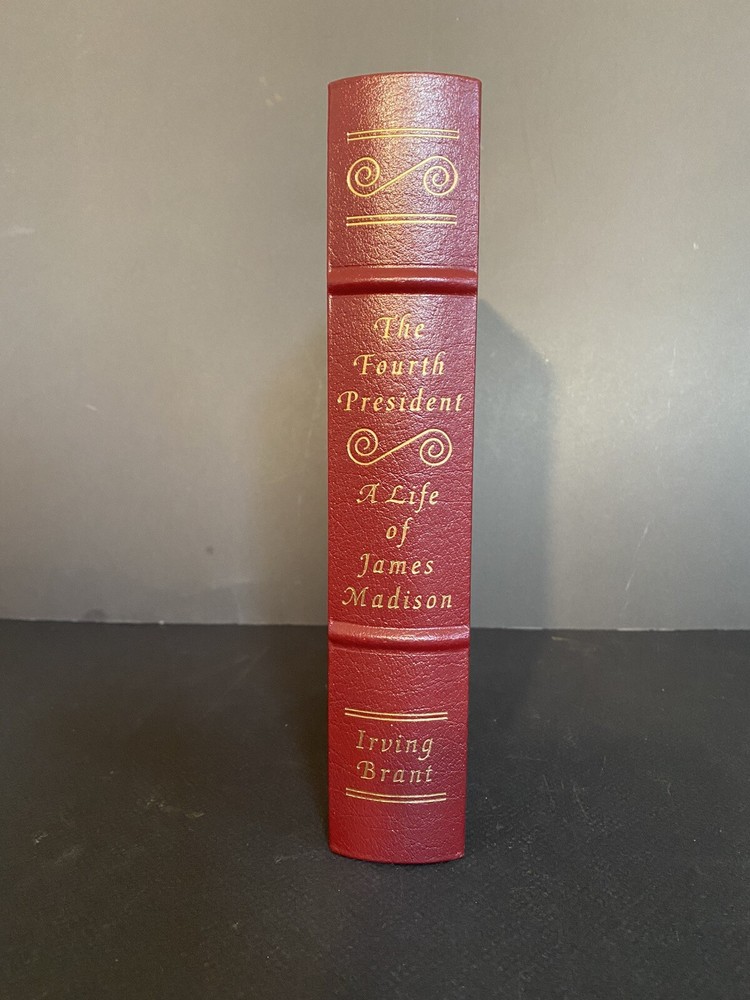 The
Fourth
President
A Life
of
James
Madison
Irving
Brant